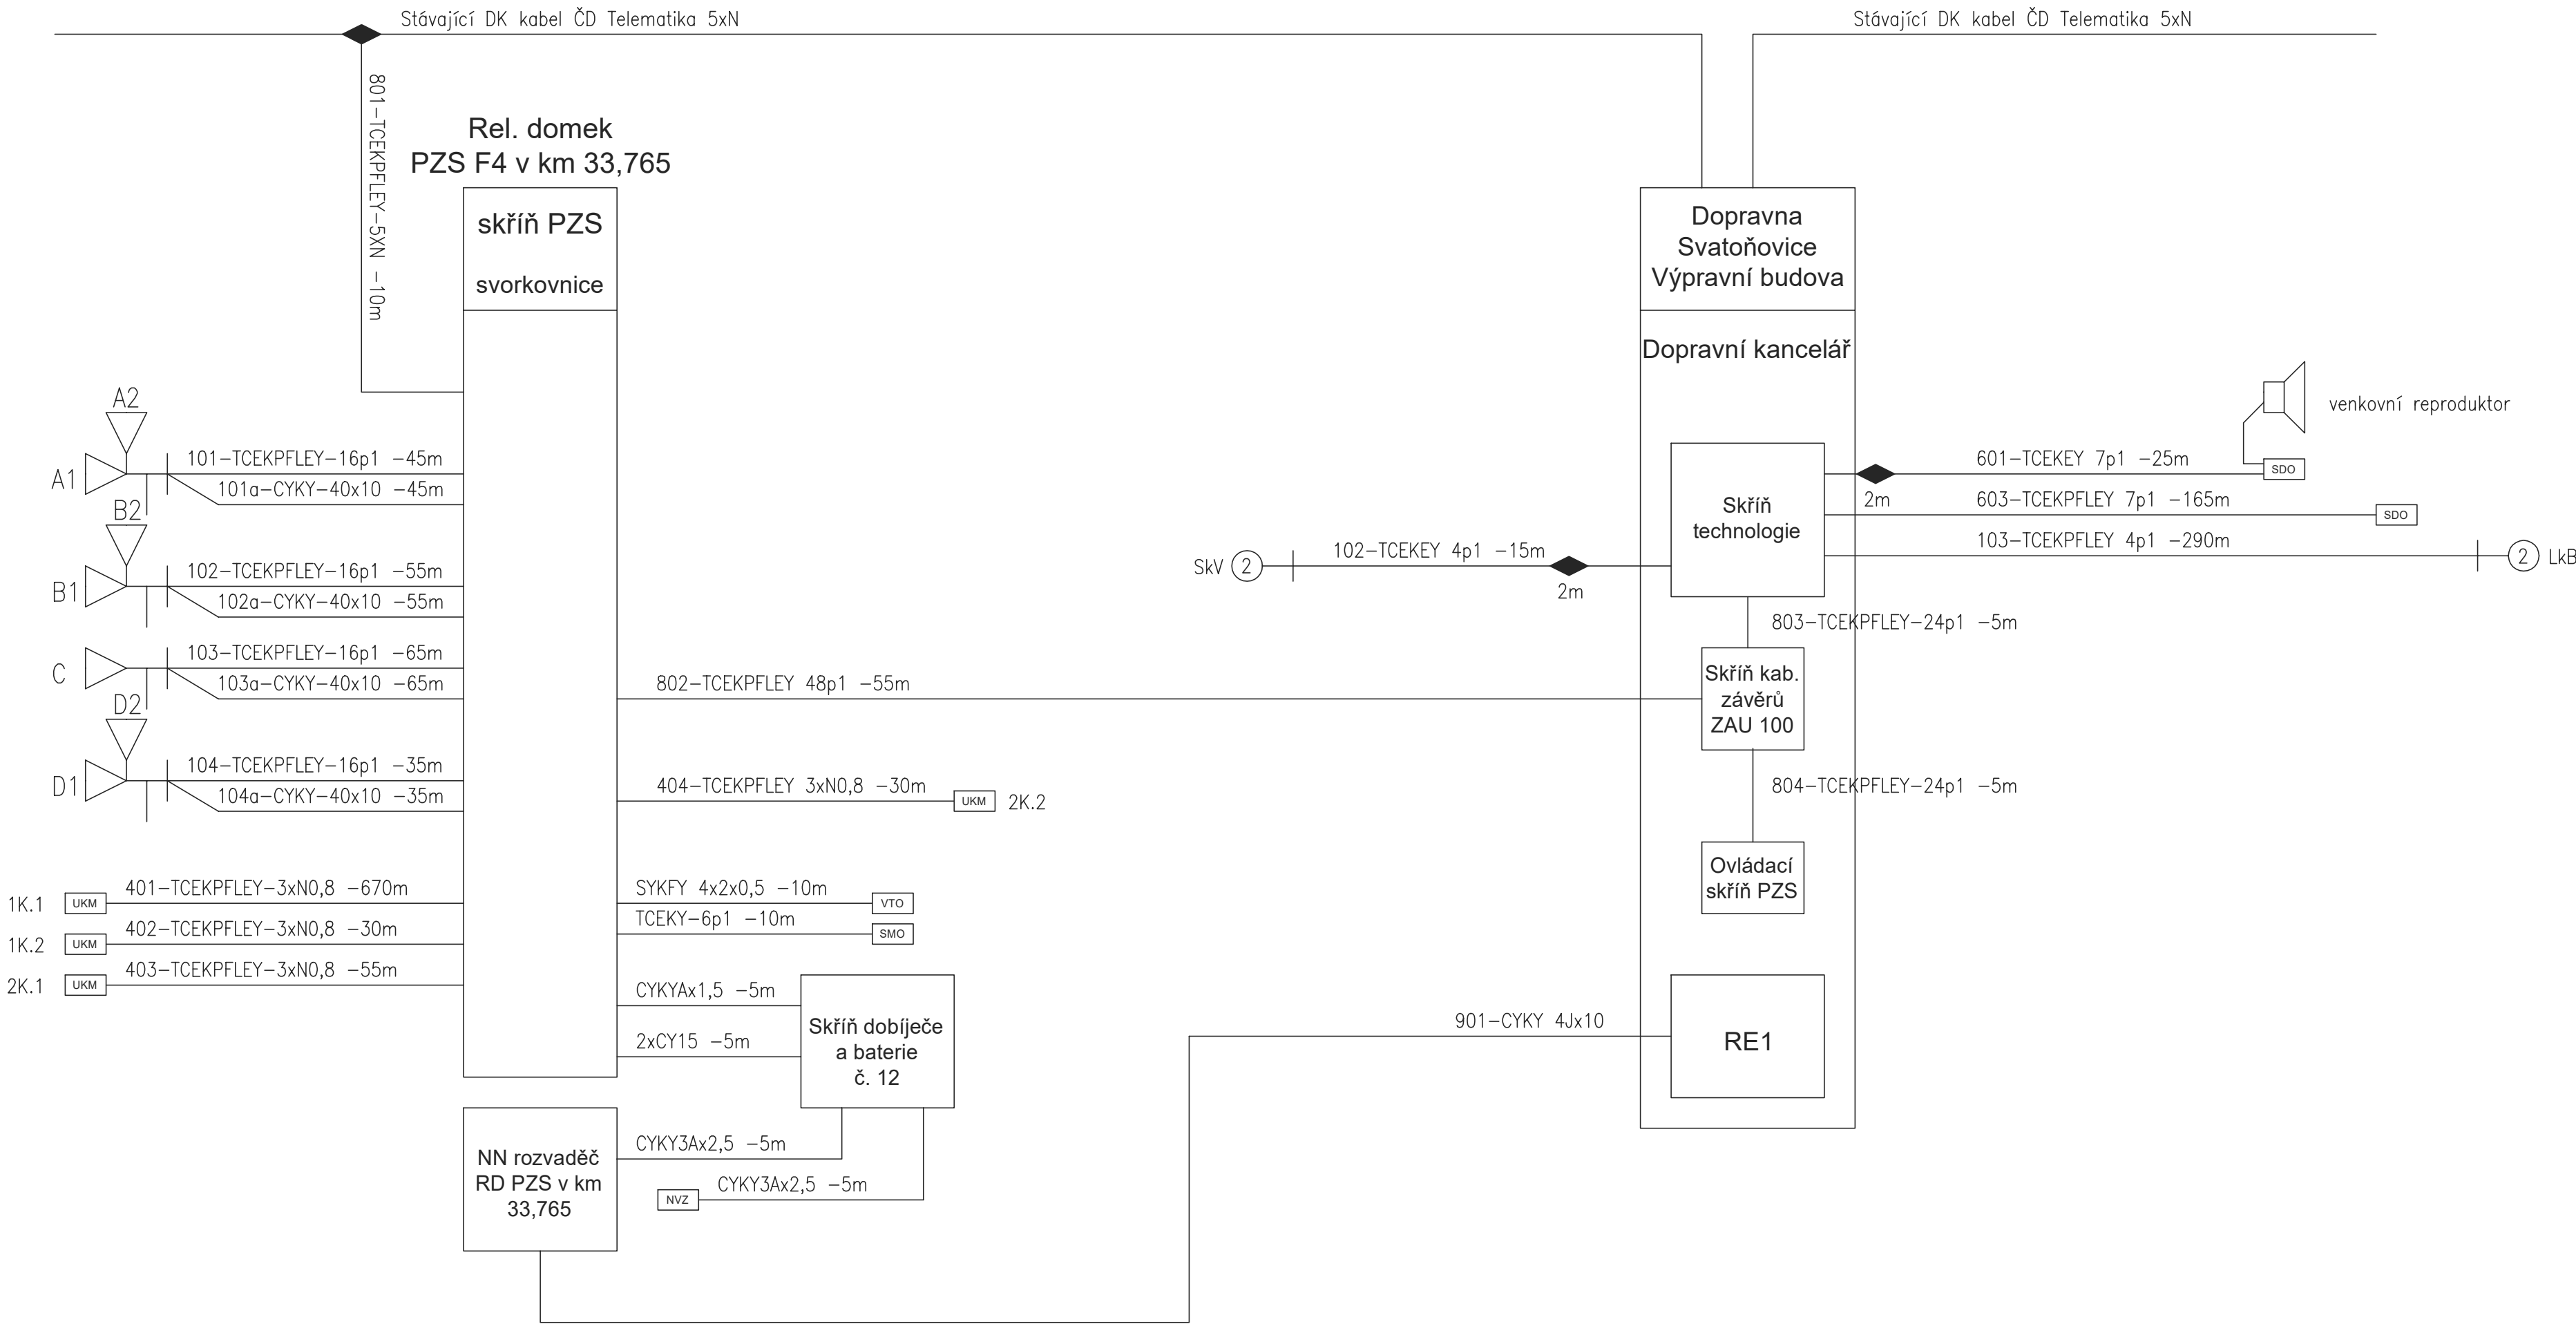 Stávající DK kabel ČD Telematika 5xN
Stávající DK kabel ČD Telematika 5xN
801-TCEKPFLEY-5XN -10m
Rel. domek
PZS F4 v km 33,765
skříň PZS
svorkovnice
Dopravna
Svatoňovice
Výpravní budova
Dopravní kancelář
A2
A1
101-TCEKPFLEY-16p1 -45m
101a-CYKY-40x10 -45m
B2
B1
102-TCEKPFLEY-16p1 -55m
102a-CYKY-40x10 -55m
C
103-TCEKPFLEY-16p1 -65m
103a-CYKY-40x10 -65m
D2
D1
104-TCEKPFLEY-16p1 -35m
104a-CYKY-40x10 -35m
1K.1
UKM
401-TCEKPFLEY-3xN0,8 -670m
1K.2
UKM
402-TCEKPFLEY-3xN0,8 -30m
2K.1
UKM
403-TCEKPFLEY-3xN0,8 -55m
802-TCEKPFLEY 48p1 -55m
404-TCEKPFLEY 3xN0,8 -30m
UKM
2K.2
SYKFY 4x2x0,5 -10m
VTO
TCEKY-6p1 -10m
SMO
CYKYAx1,5 -5m
2xCY15 -5m
Skříň dobíječe
a baterie
č. 12
NN rozvaděč
RD PZS v km
33,765
CYKY3Ax2,5 -5m
NVZ
CYKY3Ax2,5 -5m
SkV
2
102-TCEKEY 4p1 -15m
2m
Skříň
technologie
601-TCEKEY 7p1 -25m
2m
SDO
venkovní reproduktor
603-TCEKPFLEY 7p1 -165m
SDO
103-TCEKPFLEY 4p1 -290m
2
LkB
803-TCEKPFLEY-24p1 -5m
Skříň kab.
závěrů
ZAU 100
804-TCEKPFLEY-24p1 -5m
Ovládací
skříň PZS
901-CYKY 4Jx10
RE1